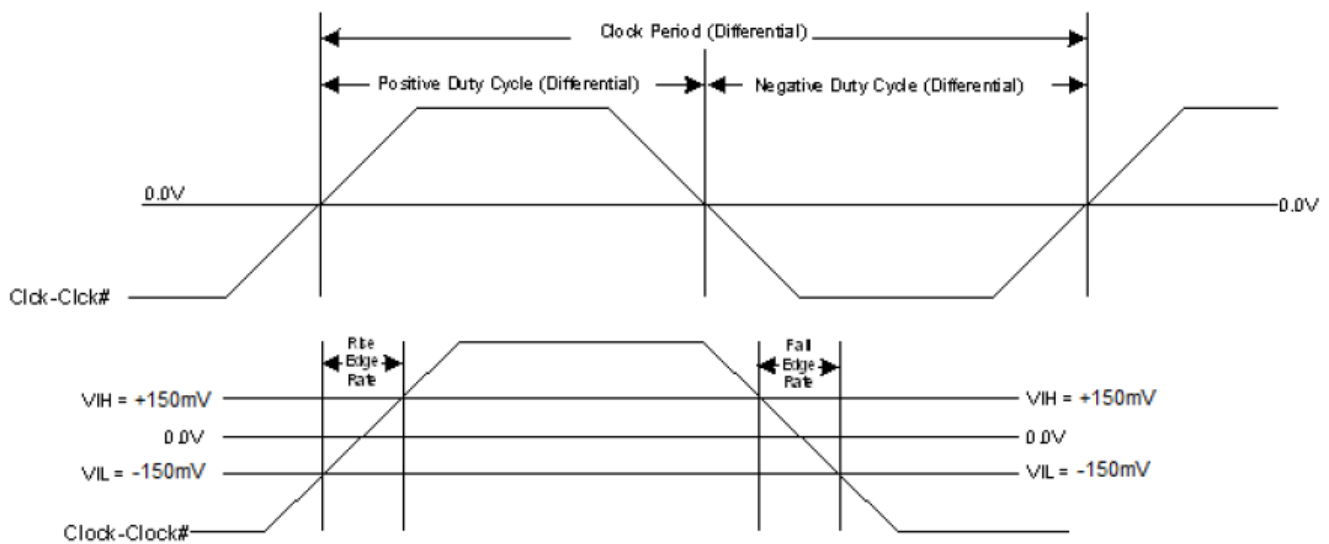 Clock Period (Differential)
Positive Duty Cycle (Differential)
Negative Duty Cycle (Differential)
0.0V
0.0V
Clck-Clck#
Rise
Edge
Rate
Fall
Edge
Rate
VIH = +150mV
VIH = +150mV
0.0V
0.0V
VIL = -150mV
VIL = -150mV
Clock-Clock#